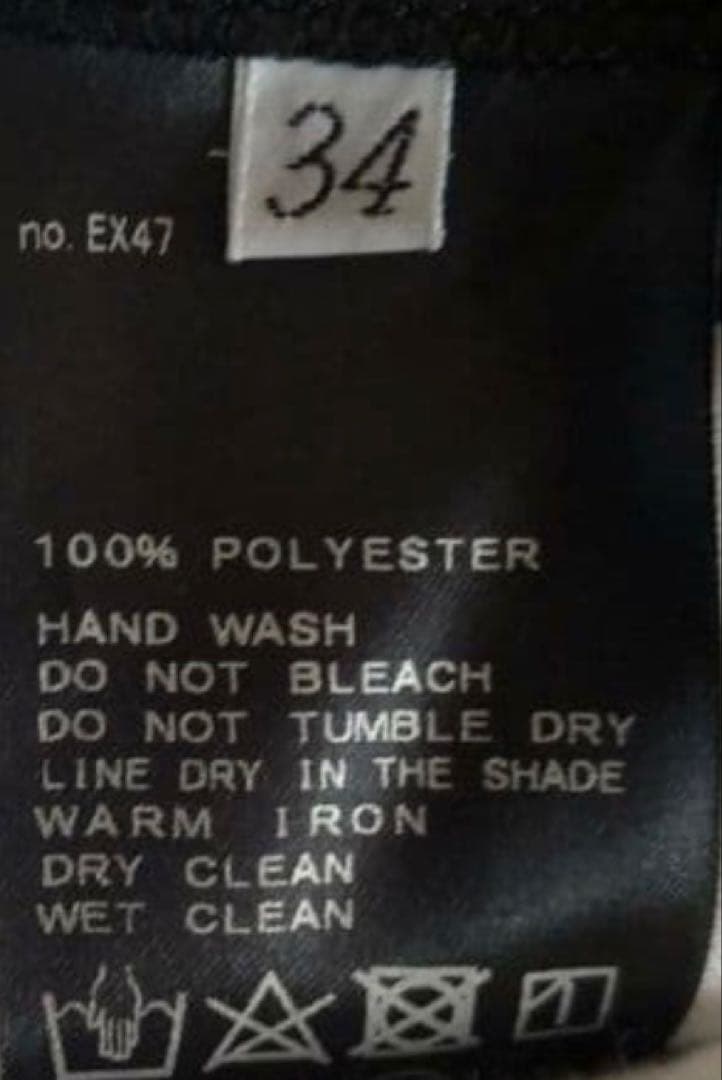 34
no. EX47
100% POLYESTER
HAND WASH
DO NOT BLEACH
DO NOT TUMBLE DRY
LINE DRY IN THE SHADE
WARM IRON
DRY CLEAN
WET CLEAN